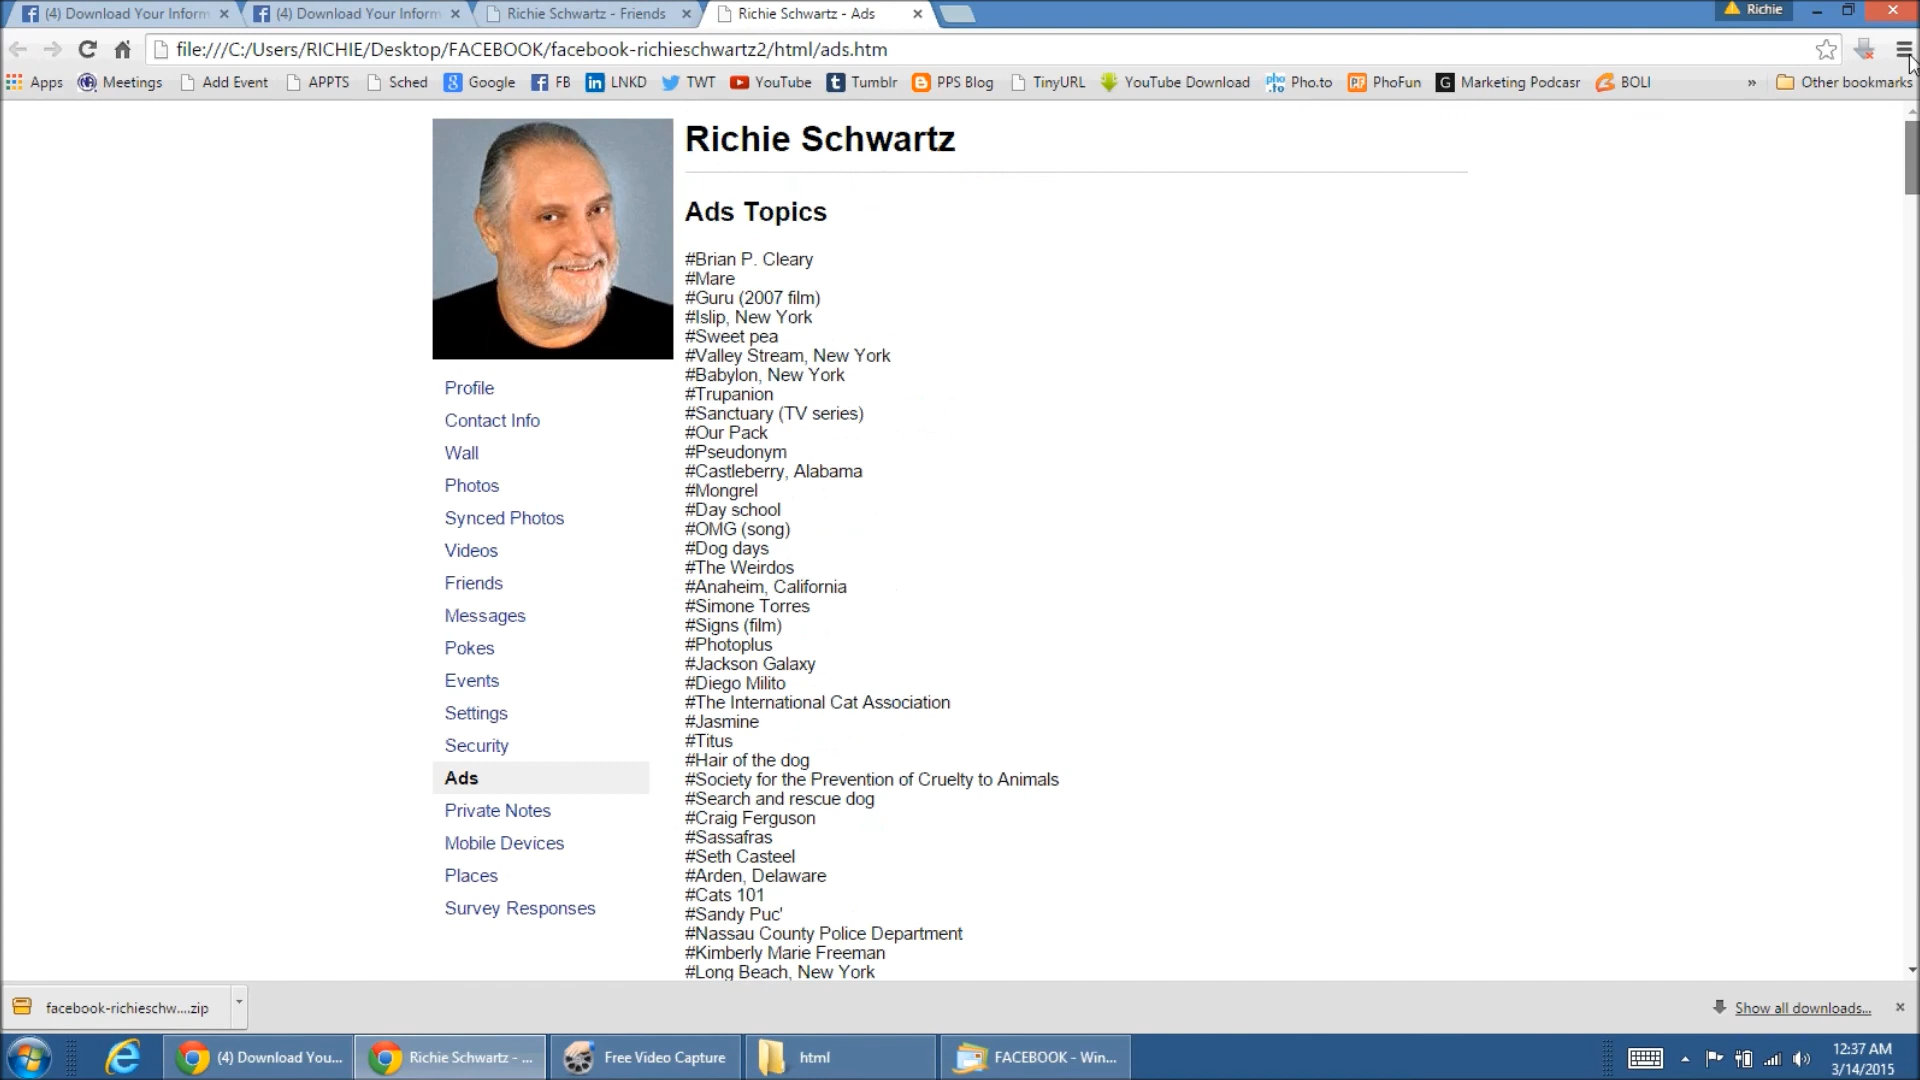 (4) Download Your Inform
(4) Download Your Inform
Richie Schwartz - Friends
Richie Schwartz - Ads
Richie
file:///C:/Users/RICHIE/Desktop/FACEBOOK/facebook-richieschwartz2/html/ads.htm
Apps Meetings Add Event APPTS Sched Google FB LNKD TWT YouTube Tumblr PPS Blog TinyURL YouTube Download Pho.to PhoFun Marketing Podcasr BOLI » Other bookmarks
Richie Schwartz
Ads Topics
#Brian P. Cleary
#Mare
#Guru (2007 film)
#Islip, New York
#Sweet pea
#Valley Stream, New York
#Babylon, New York
#Trupanion
#Sanctuary (TV series)
#Our Pack
#Pseudonym
#Castleberry, Alabama
#Mongrel
#Day school
#OMG (song)
#Dog days
#The Weirdos
#Anaheim, California
#Simone Torres
#Signs (film)
#Photoplus
#Jackson Galaxy
#Diego Milito
#The International Cat Association
#Jasmine
#Titus
#Hair of the dog
#Society for the Prevention of Cruelty to Animals
#Search and rescue dog
#Craig Ferguson
#Sassafras
#Seth Casteel
#Arden, Delaware
#Cats 101
#Sandy Puc'
#Nassau County Police Department
#Kimberly Marie Freeman
#Long Beach, New York
Profile
Contact Info
Wall
Photos
Synced Photos
Videos
Friends
Messages
Pokes
Events
Settings
Security
Ads
Private Notes
Mobile Devices
Places
Survey Responses
facebook-richieschw....zip
Show all downloads...
(4) Download You...
Richie Schwartz - ...
Free Video Capture
html
FACEBOOK - Win...
12:37 AM
3/14/2015